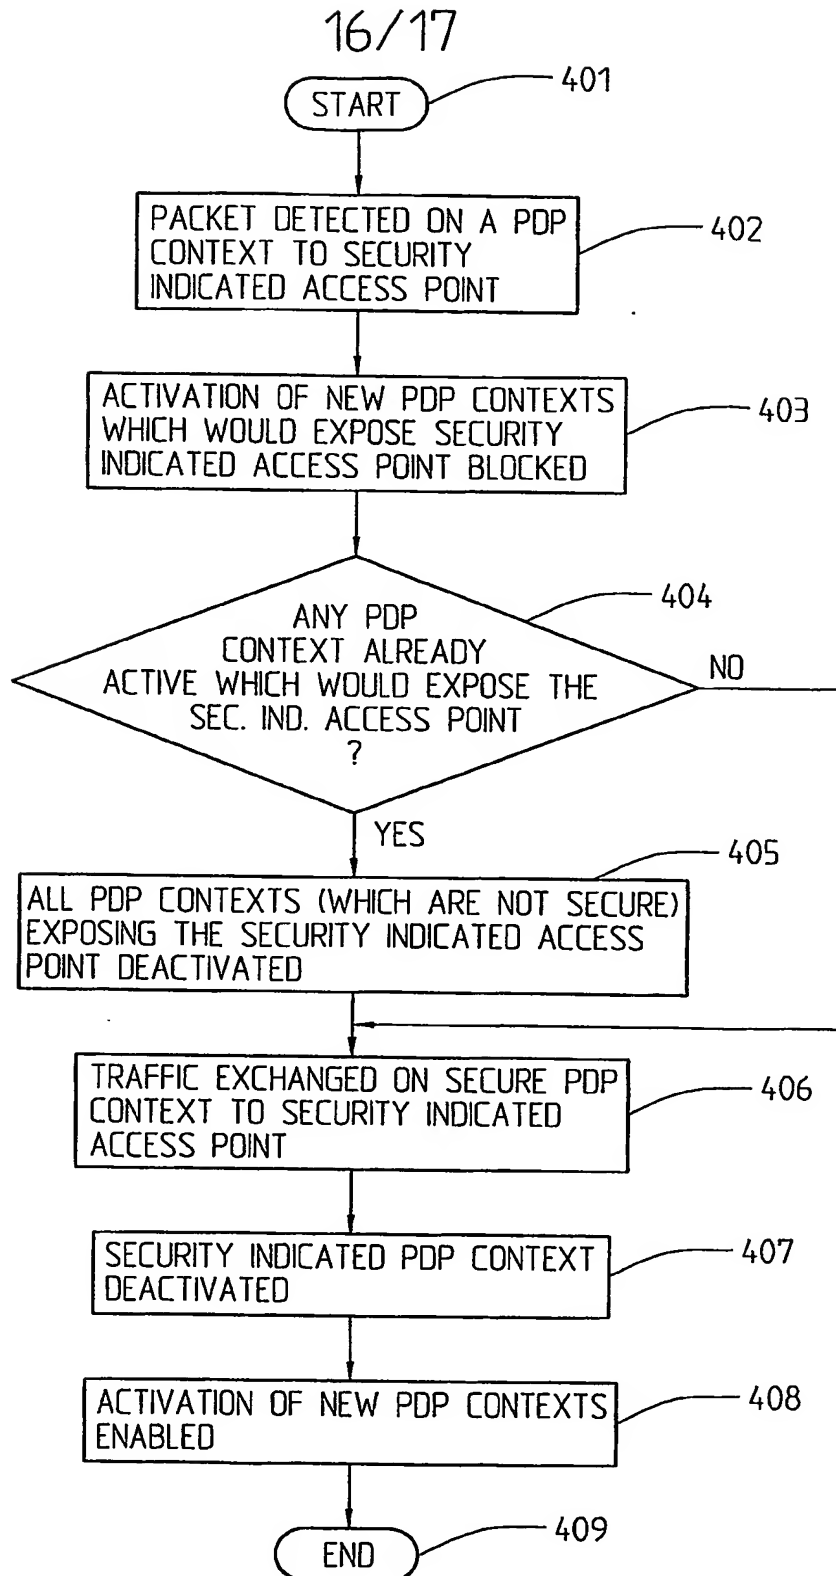 16/17
START
401
PACKET DETECTED ON A PDP
CONTEXT TO SECURITY
INDICATED ACCESS POINT
402
ACTIVATION OF NEW PDP CONTEXTS
WHICH WOULD EXPOSE SECURITY
INDICATED ACCESS POINT BLOCKED
403
ANY PDP
CONTEXT ALREADY
ACTIVE WHICH WOULD EXPOSE THE
SEC. IND. ACCESS POINT
?
404
NO
YES
405
ALL PDP CONTEXTS (WHICH ARE NOT SECURE)
EXPOSING THE SECURITY INDICATED ACCESS
POINT DEACTIVATED
TRAFFIC EXCHANGED ON SECURE PDP
CONTEXT TO SECURITY INDICATED
ACCESS POINT
406
SECURITY INDICATED PDP CONTEXT
DEACTIVATED
407
ACTIVATION OF NEW PDP CONTEXTS
ENABLED
408
END
409